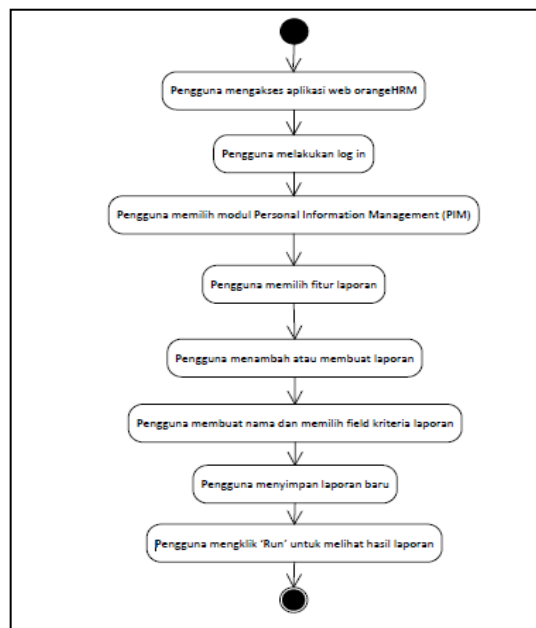 Pengguna mengakses aplikasi web orangeHRM
Pengguna melakukan log in
Pengguna memilih modul Personal Information Management (PIM)
Pengguna memilih fitur laporan
Pengguna menambah atau membuat laporan
Pengguna membuat nama dan memilih field kriteria laporan
Pengguna menyimpan laporan baru
Pengguna mengklik ‘Run’ untuk melihat hasil laporan